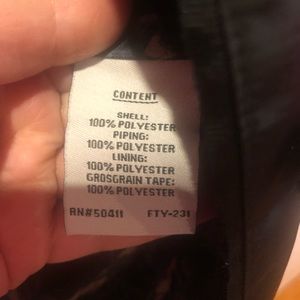 CONTENT
SHELL:
100% POLYESTER
PIPING:
100% POLYESTER
LINING:
100% POLYESTER
GROSGRAIN TAPE:
100% POLYESTER
RN#50411 FTY-231